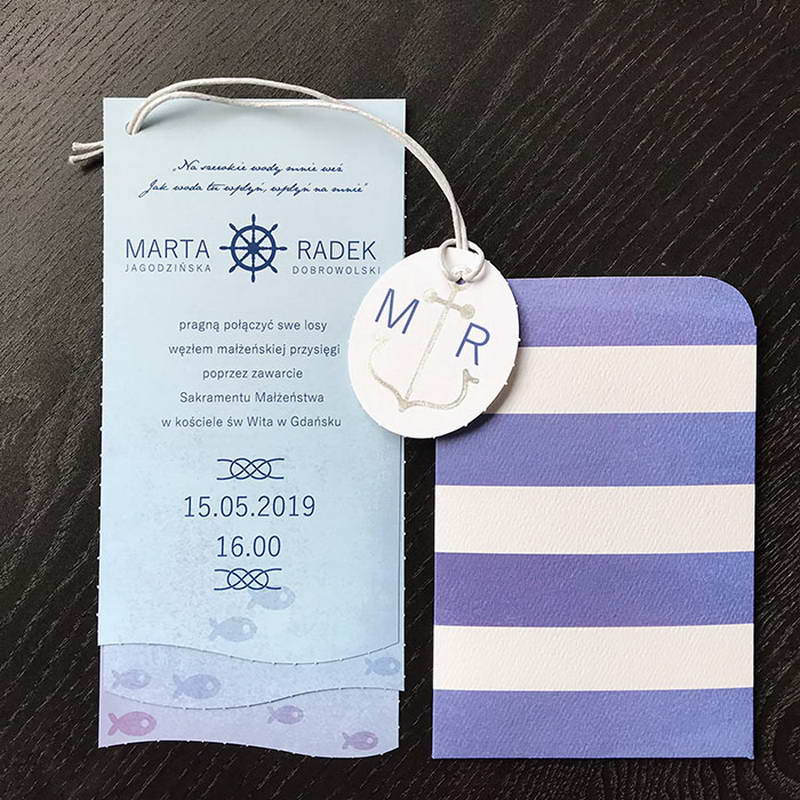 „Na szerokie wody mnie weź
Jak woda tu wpłyń, wpłyń na mnie"
MARTA RADEK
JAGODZIŃSKA DOBROWOLSKI
pragną połączyć swe losy
węzłem małżeńskiej przysięgi
poprzez zawarcie
Sakramentu Małżeństwa
w kościele św Wita w Gdańsku
15.05.2019
16.00
M R